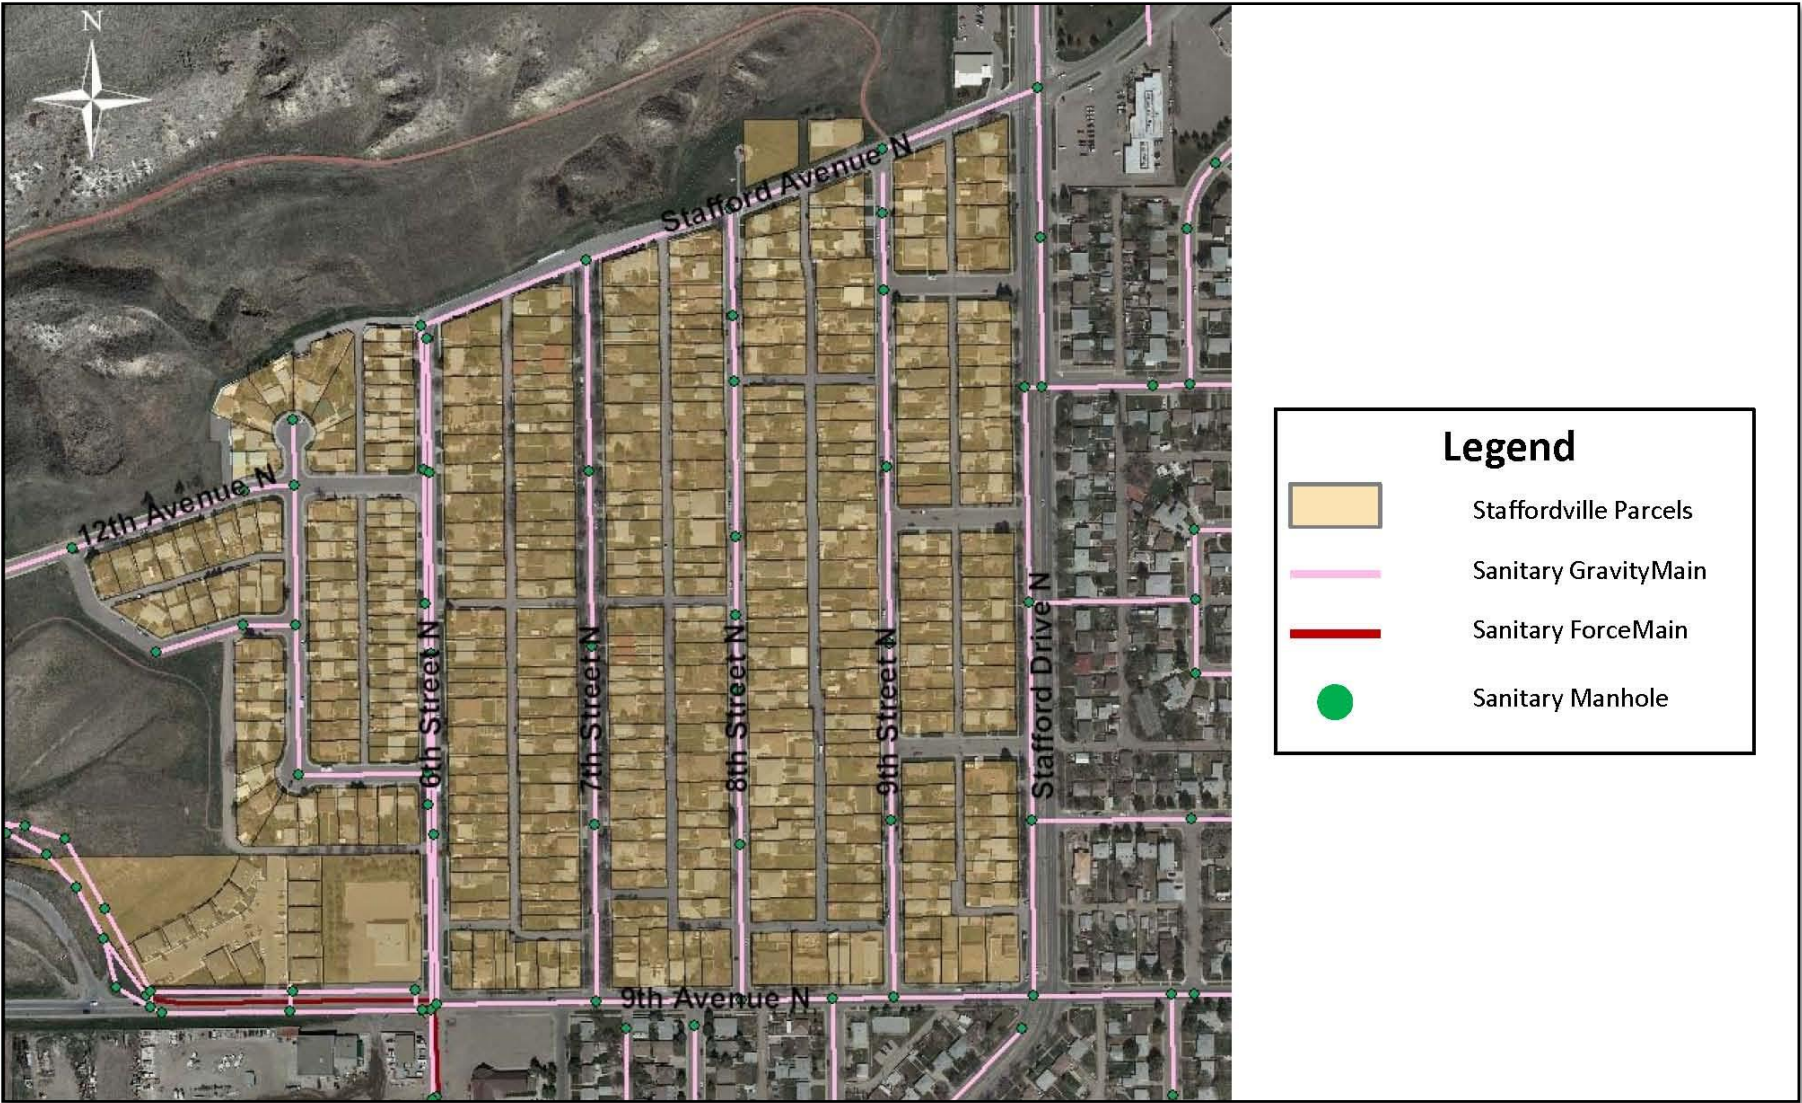 N
Stafford Avenue N
12th Avenue N
6th Street N
7th Street N
8th Street N
9th Street N
Stafford Drive N
9th Avenue N
Legend
Staffordville Parcels
Sanitary GravityMain
Sanitary ForceMain
Sanitary Manhole